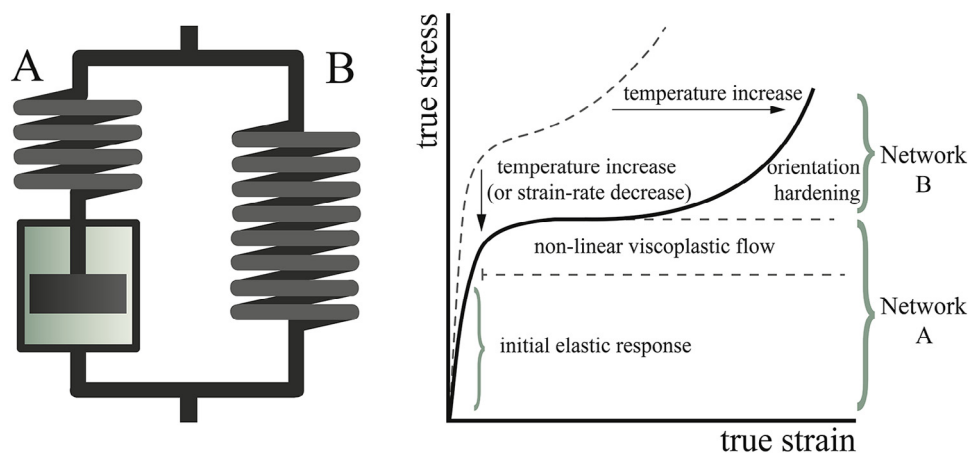 A
B
true stress
temperature increase
temperature increase
(or strain-rate decrease)
orientation
hardening
non-linear viscoplastic flow
initial elastic response
Network
B
Network
A
true strain